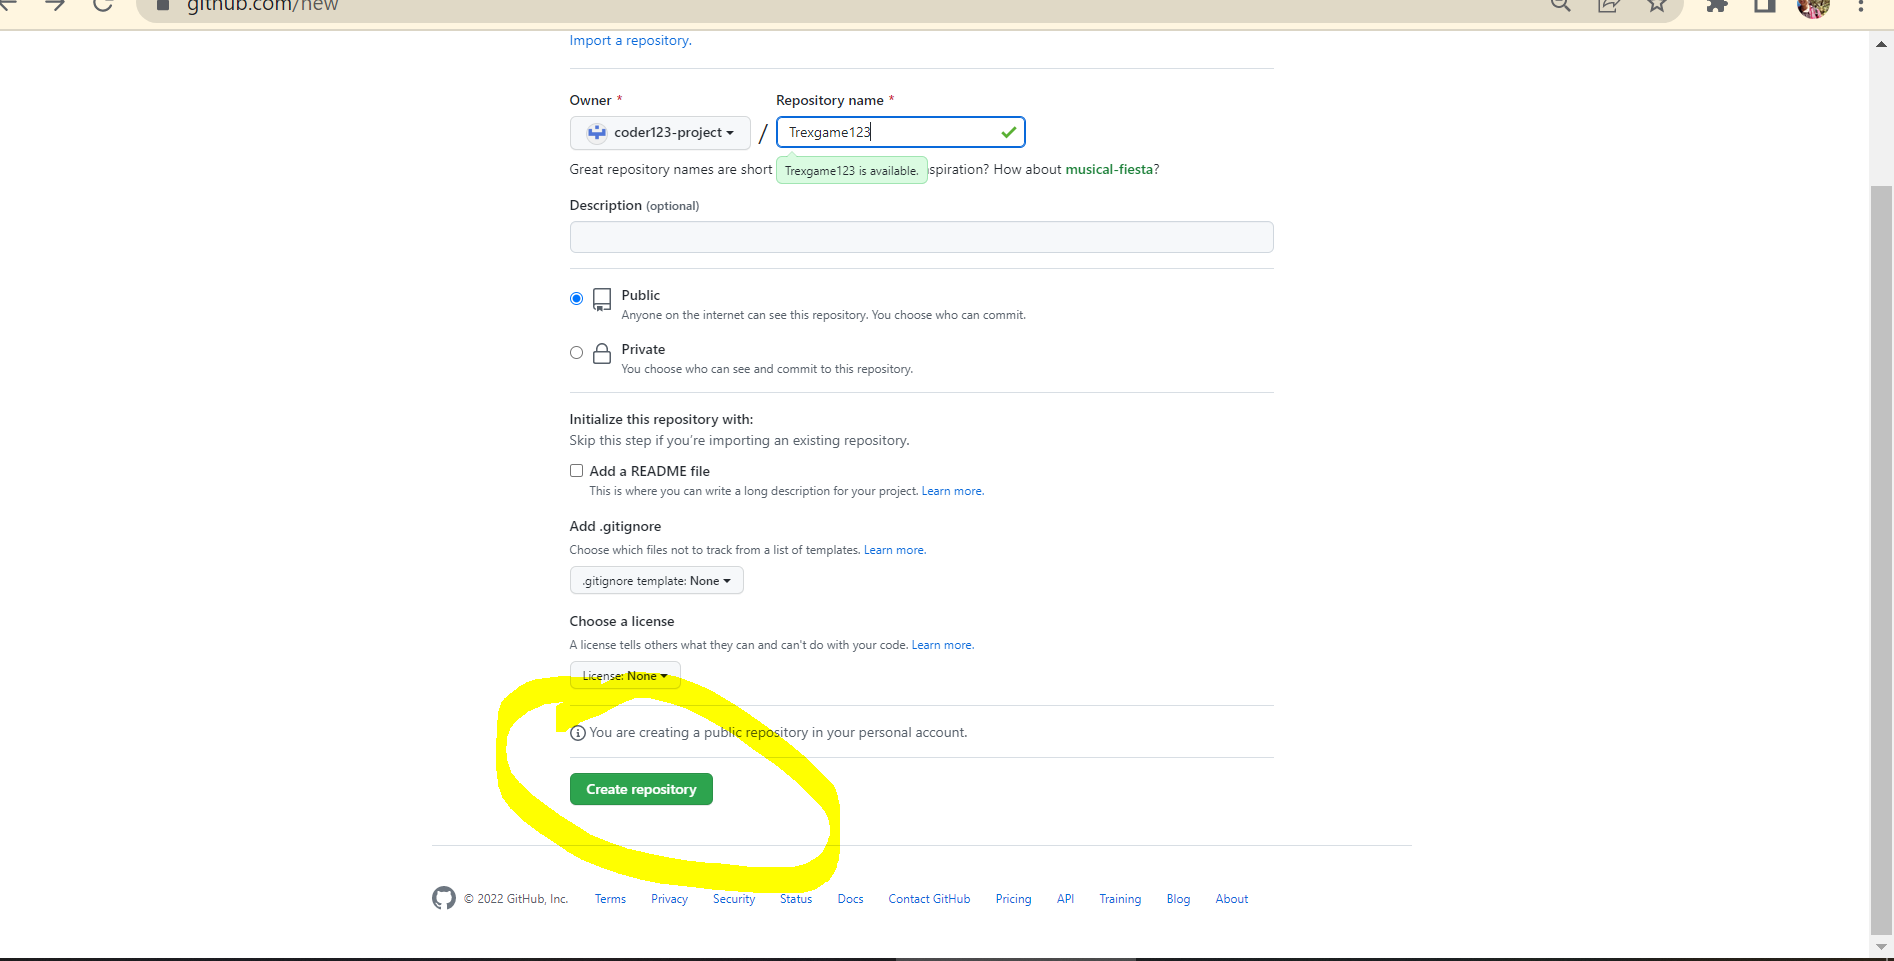 github.com/new
Import a repository.
Owner *
Repository name *
coder123-project
/
Trexgame123
Great repository names are short
Trexgame123 is available.
spiration? How about musical-fiesta?
Description (optional)
Public
Anyone on the internet can see this repository. You choose who can commit.
Private
You choose who can see and commit to this repository.
Initialize this repository with:
Skip this step if you're importing an existing repository.
Add a README file
This is where you can write a long description for your project. Learn more.
Add .gitignore
Choose which files not to track from a list of templates. Learn more.
.gitignore template: None
Choose a license
A license tells others what they can and can't do with your code. Learn more.
License: None
You are creating a public repository in your personal account.
Create repository
© 2022 GitHub, Inc. Terms Privacy Security Status Docs Contact GitHub Pricing API Training Blog About